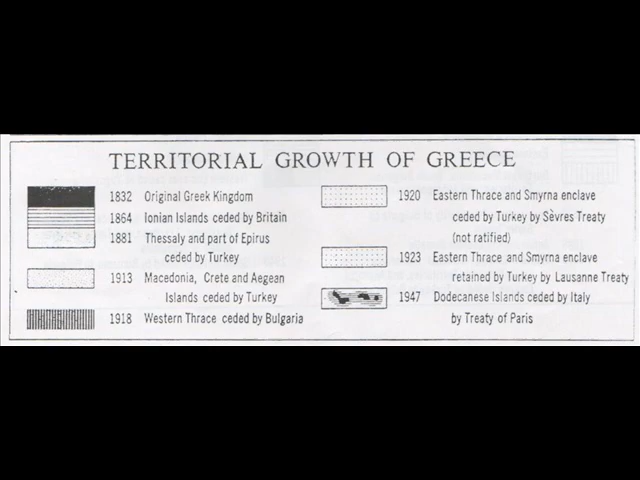 TERRITORIAL GROWTH OF GREECE
1832 Original Greek Kingdom
1864 Ionian Islands ceded by Britain
1881 Thessaly and part of Epirus
ceded by Turkey
1913 Macedonia, Crete and Aegean
Islands ceded by Turkey
1918 Western Thrace ceded by Bulgaria
1920 Eastern Thrace and Smyrna enclave
ceded by Turkey by Sèvres Treaty
(not ratified)
1923 Eastern Thrace and Smyrna enclave
retained by Turkey by Lausanne Treaty
1947 Dodecanese Islands ceded by Italy
by Treaty of Paris